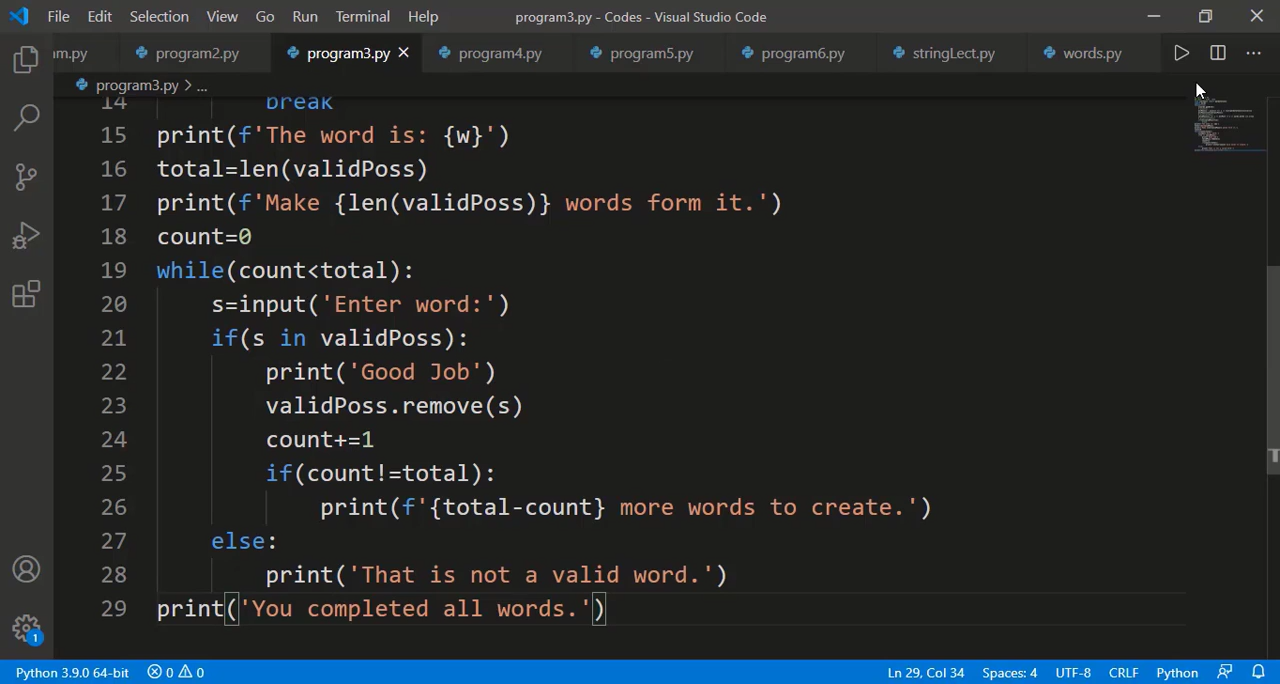 File Edit Selection View Go Run Terminal Help program3.py - Codes - Visual Studio Code
am.py program2.py program3.py program4.py program5.py program6.py stringLect.py words.py
program3.py > ...
14 break
15 print(f'The word is: {w}')
16 total=len(validPoss)
17 print(f'Make {len(validPoss)} words form it.')
18 count=0
19 while(count<total):
20 s=input('Enter word:')
21 if(s in validPoss):
22 print('Good Job')
23 validPoss.remove(s)
24 count+=1
25 if(count!=total):
26 print(f'{total-count} more words to create.')
27 else:
28 print('That is not a valid word.')
29 print('You completed all words.')
1
Python 3.9.0 64-bit 0 0 Ln 29, Col 34 Spaces: 4 UTF-8 CRLF Python